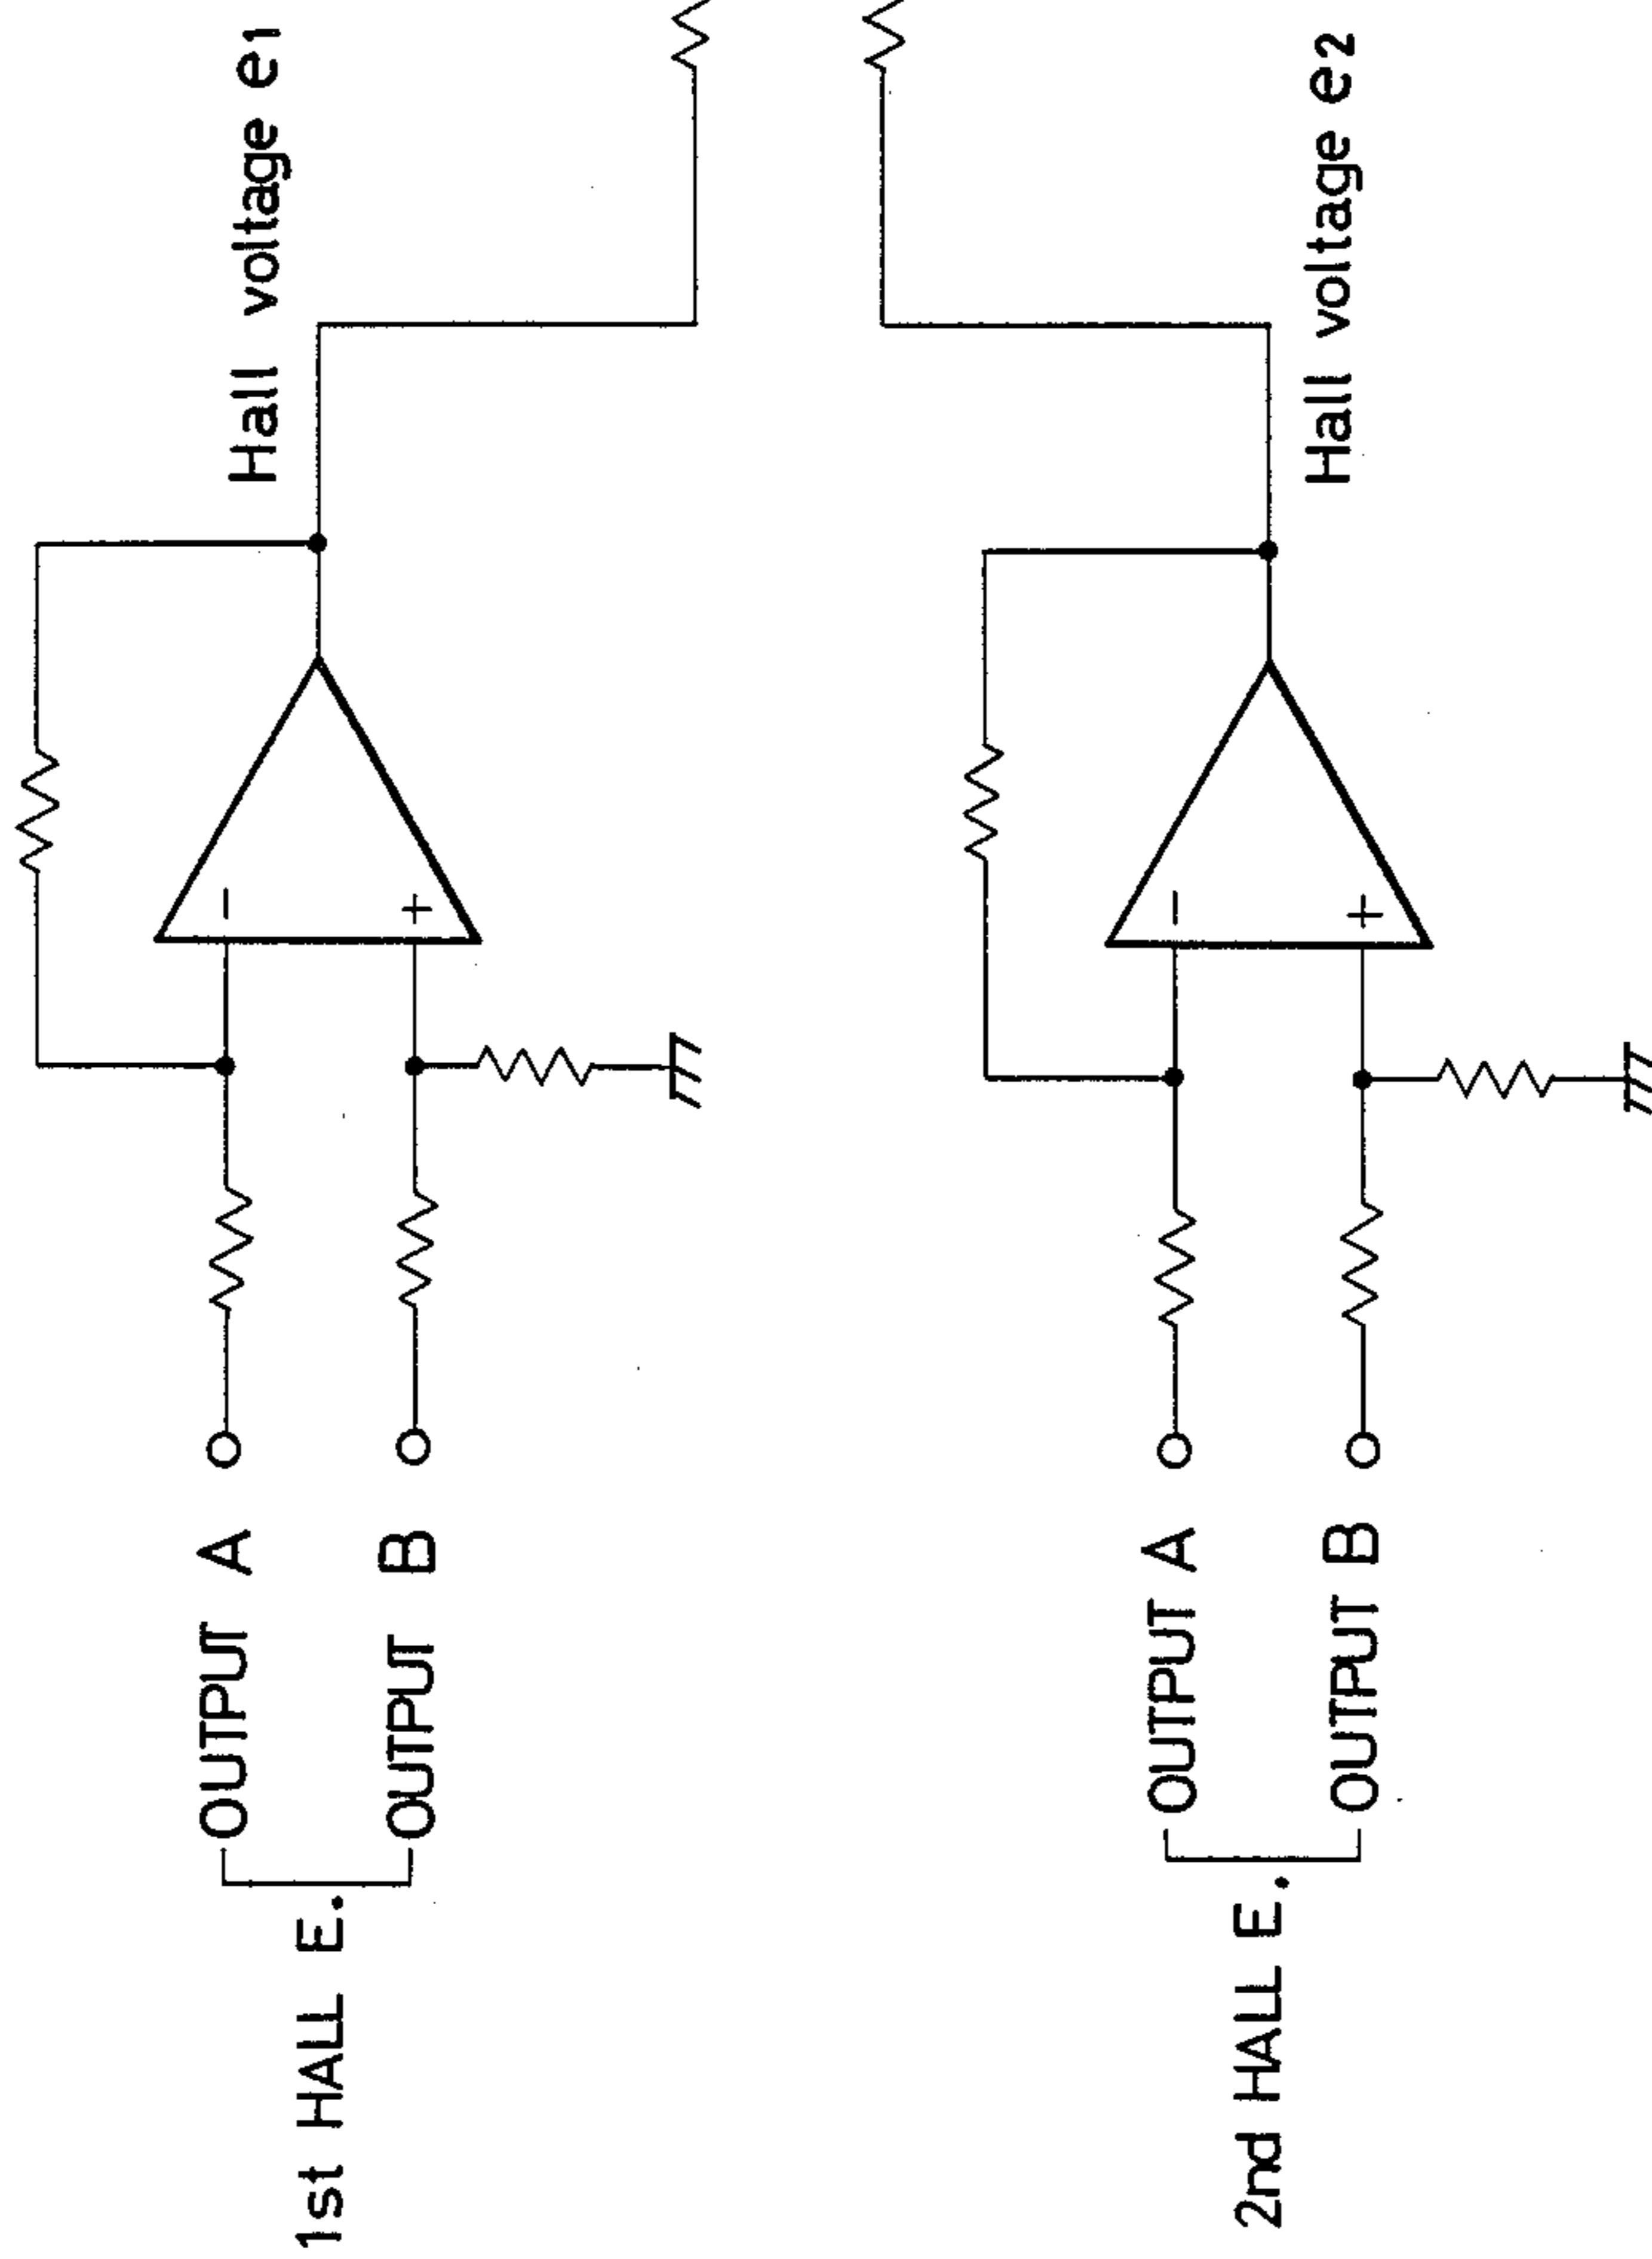 Hall voltage e1
OUTPUT A
1st HALL E.
OUTPUT B
Hall voltage e2
OUTPUT A
2nd HALL E.
OUTPUT B